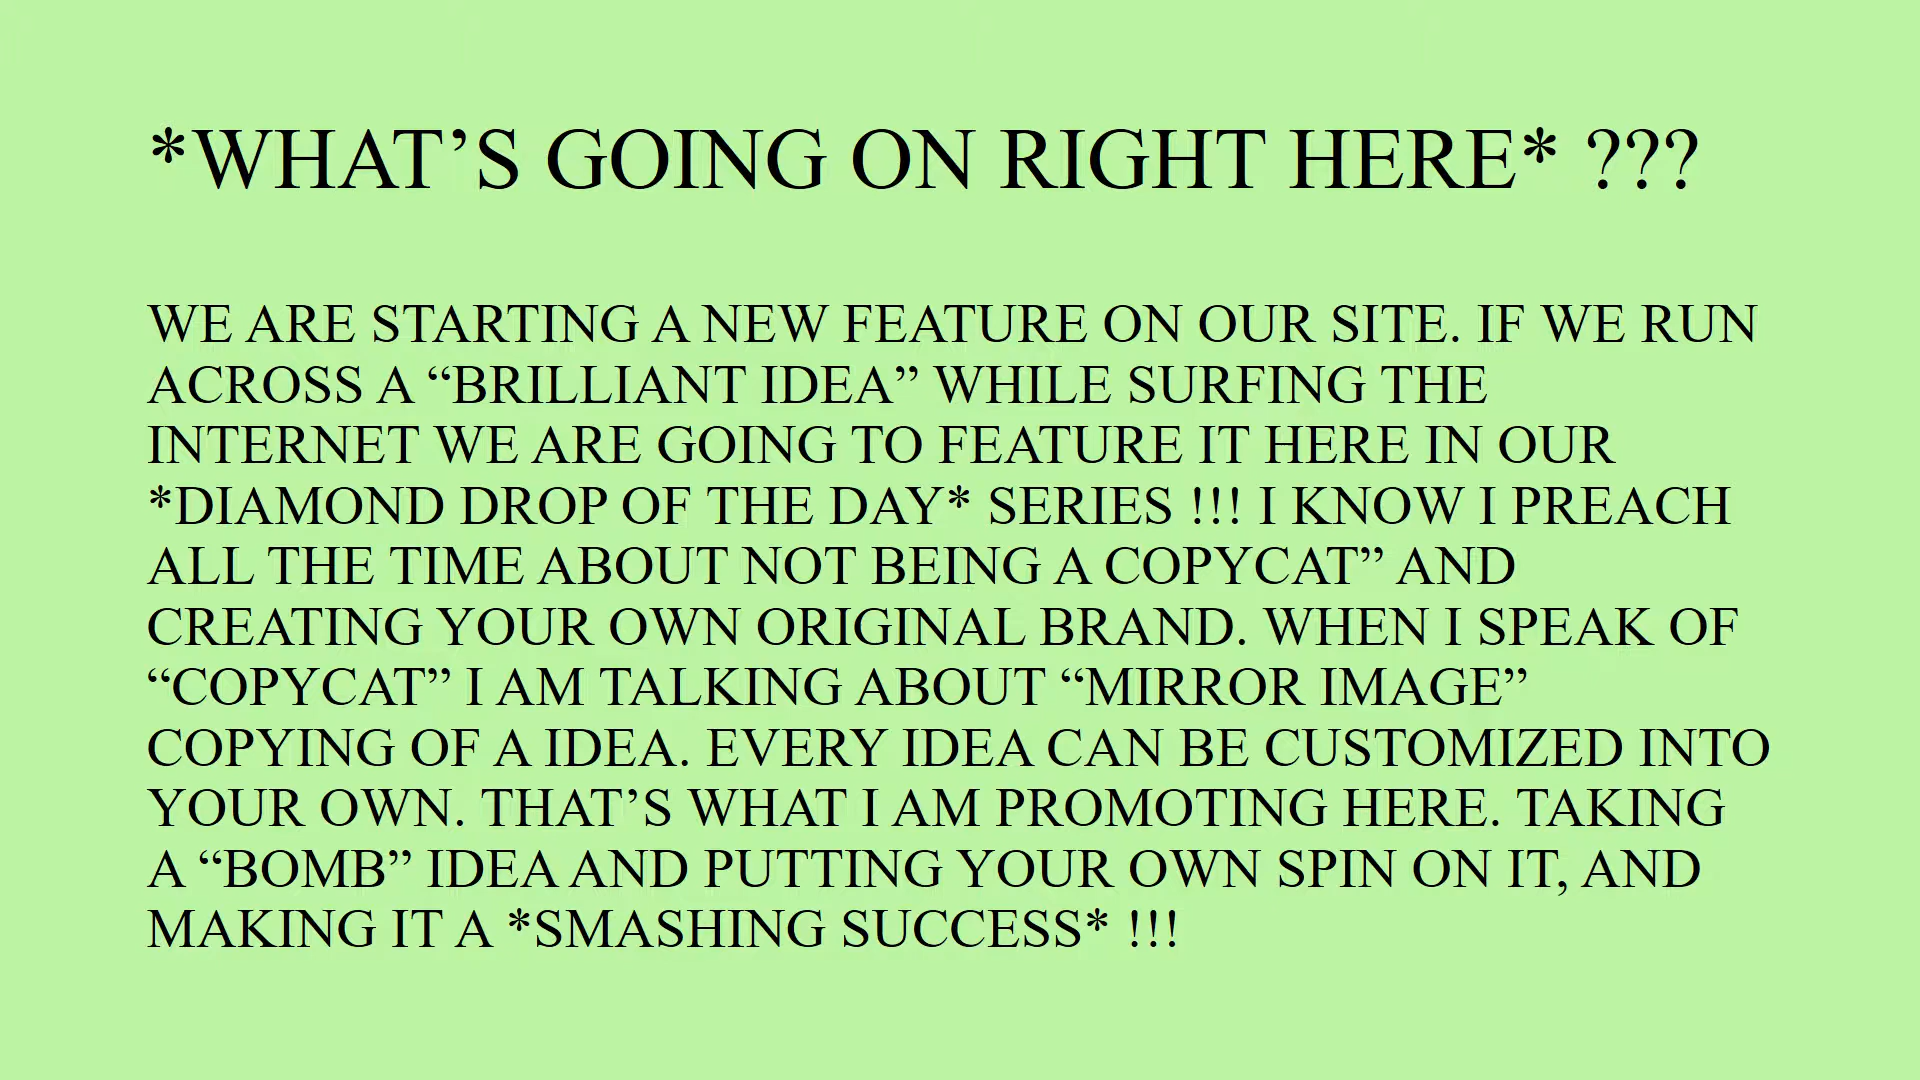 *WHAT’S GOING ON RIGHT HERE* ???
WE ARE STARTING A NEW FEATURE ON OUR SITE. IF WE RUN
ACROSS A “BRILLIANT IDEA” WHILE SURFING THE
INTERNET WE ARE GOING TO FEATURE IT HERE IN OUR
*DIAMOND DROP OF THE DAY* SERIES !!! I KNOW I PREACH
ALL THE TIME ABOUT NOT BEING A COPYCAT” AND
CREATING YOUR OWN ORIGINAL BRAND. WHEN I SPEAK OF
“COPYCAT” I AM TALKING ABOUT “MIRROR IMAGE”
COPYING OF A IDEA. EVERY IDEA CAN BE CUSTOMIZED INTO
YOUR OWN. THAT’S WHAT I AM PROMOTING HERE. TAKING
A “BOMB” IDEA AND PUTTING YOUR OWN SPIN ON IT, AND
MAKING IT A *SMASHING SUCCESS* !!!